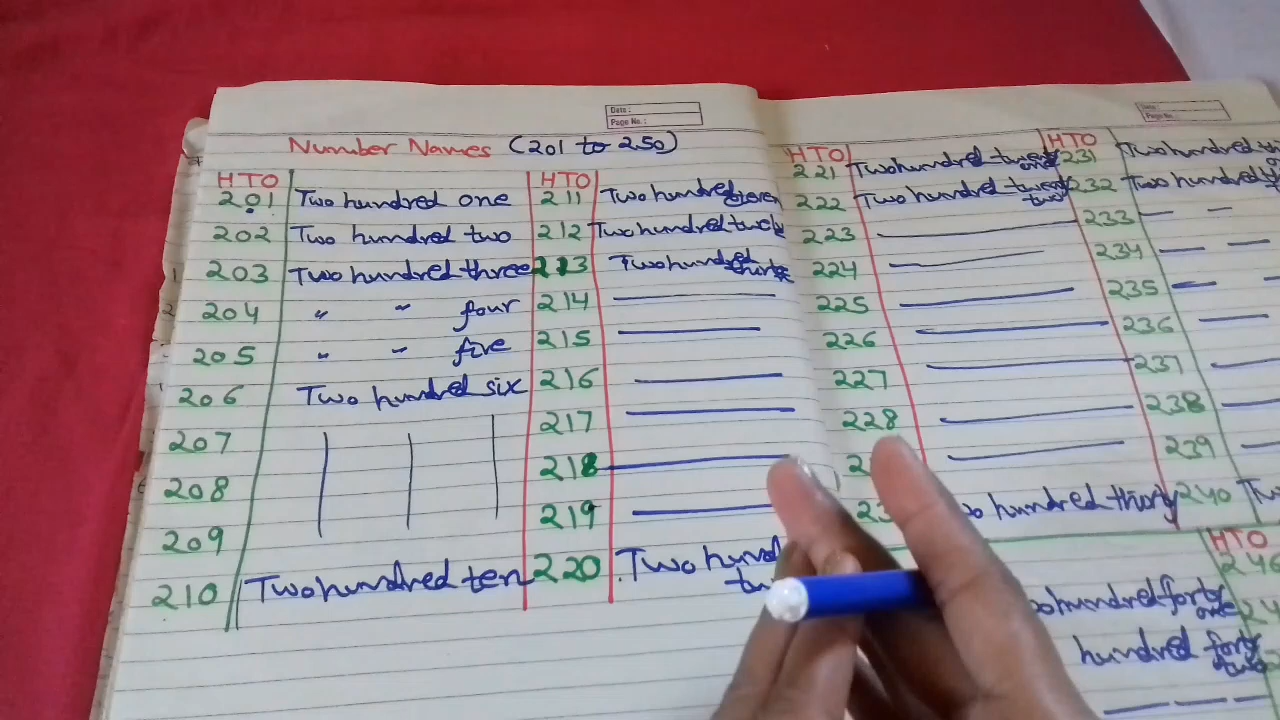 Date :
Page No. :
Number Names (201 to 250)
HTO
201 Two hundred one
202 Two hundred two
203 Two hundred three
204 " " four
205 " " five
206 Two hundred six
207
208
209
210 Two hundred ten
HTO
211 Two hundred
212 Two hundred
213 Two hundred
214
215
216
217
218
219
220 Two hund
HTO
221 Two hundred twenty one
222 Two hundred twenty two
223
224
225
226
227
228
hundred thirty
HTO
231 Two hundred
232 Two hundred
233
234
235
236
237
238
239
240
hundred forty one
hundred forty two
HTO
246